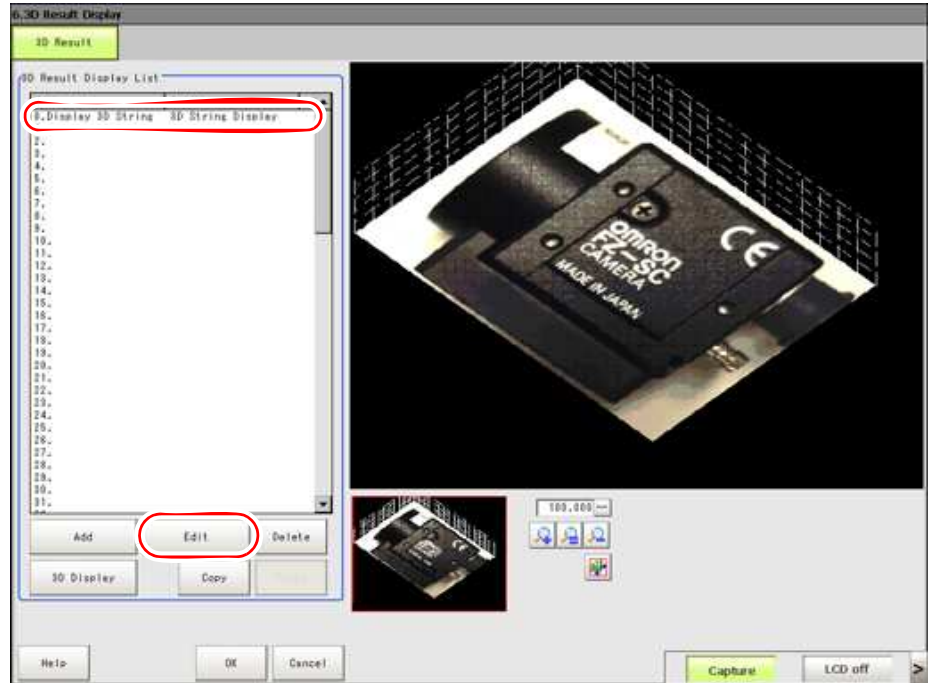 6.3D Result Display
3D Result
3D Result Display List
0.Display 3D String 3D String Display
2.
3.
4.
5.
6.
7.
8.
9.
10.
11.
12.
13.
14.
15.
16.
17.
18.
19.
20.
21.
22.
23.
24.
25.
26.
27.
28.
29.
30.
31.
Add Edit Delete
3D Display Copy
Help OK Cancel
OMRON
FZ-SC
CAMERA
MADE IN JAPAN
CE
100.000
Capture LCD off >